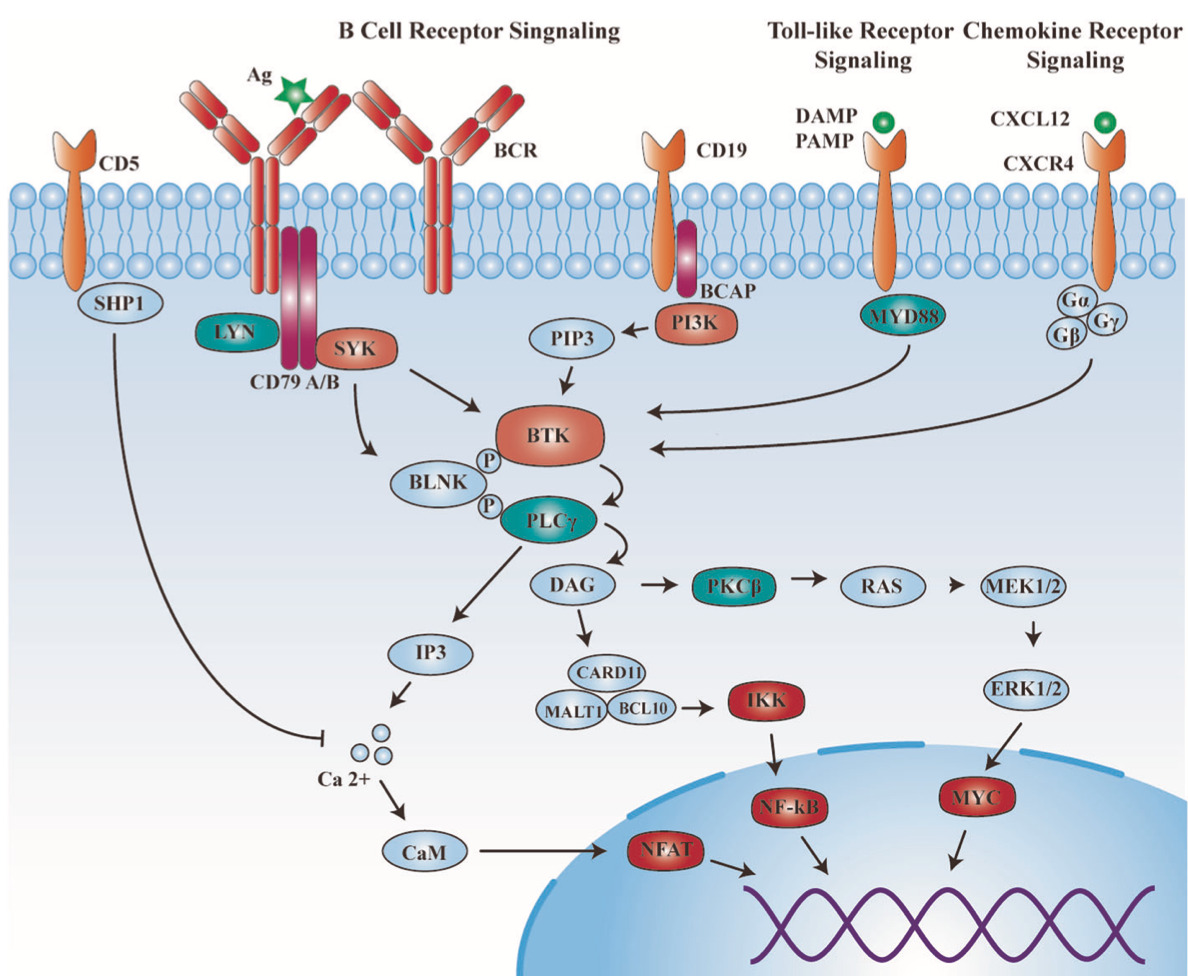 B Cell Receptor Singnaling
Toll-like Receptor
Signaling
Chemokine Receptor
Signaling
Ag
DAMP
PAMP
CXCL12
CD5
BCR
CD19
CXCR4
SHP1
LYN
SYK
CD79 A/B
BCAP
PI3K
PIP3
MYD88
Gα
Gβ
Gγ
BTK
P
BLNK
P
PLCγ
DAG
PKCβ
RAS
MEK1/2
IP3
CARD11
MALT1
BCL10
IKK
ERK1/2
Ca 2+
NF-kB
MYC
CaM
NFAT